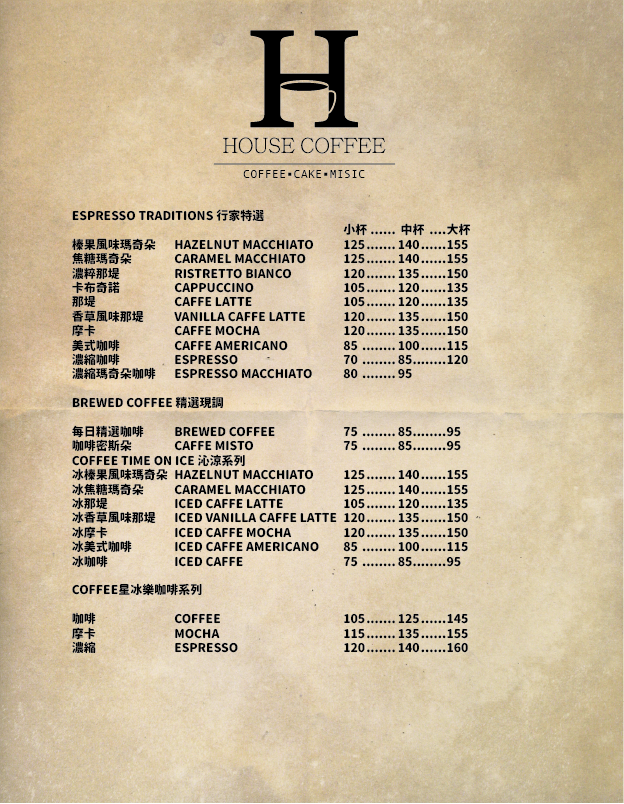 H
HOUSE COFFEE
COFFEE▪CAKE▪MISIC
ESPRESSO TRADITIONS 行家特選
小杯 ...... 中杯 ....大杯
榛果風味瑪奇朵 HAZELNUT MACCHIATO 125.......140......155
焦糖瑪奇朵 CARAMEL MACCHIATO 125.......140......155
濃粹那堤 RISTRETTO BIANCO 120.......135......150
卡布奇諾 CAPPUCCINO 105.......120......135
那堤 CAFFE LATTE 105.......120......135
香草風味那堤 VANILLA CAFFE LATTE 120.......135......150
摩卡 CAFFE MOCHA 120.......135......150
美式咖啡 CAFFE AMERICANO 85 ........100......115
濃縮咖啡 ESPRESSO 70 ........85.......120
濃縮瑪奇朵咖啡 ESPRESSO MACCHIATO 80 ........95
BREWED COFFEE 精選現調
每日精選咖啡 BREWED COFFEE 75 ........85........95
咖啡密斯朵 CAFFE MISTO 75 ........85........95
COFFEE TIME ON ICE 沁涼系列
冰榛果風味瑪奇朵 HAZELNUT MACCHIATO 125.......140......155
冰焦糖瑪奇朵 CARAMEL MACCHIATO 125.......140......155
冰那堤 ICED CAFFE LATTE 105.......120......135
冰香草風味那堤 ICED VANILLA CAFFE LATTE 120.......135......150
冰摩卡 ICED CAFFE MOCHA 120.......135......150
冰美式咖啡 ICED CAFFE AMERICANO 85 ........100......115
冰咖啡 ICED CAFFE 75 ........85........95
COFFEE星冰樂咖啡系列
咖啡 COFFEE 105.......125......145
摩卡 MOCHA 115.......135......155
濃縮 ESPRESSO 120.......140......160